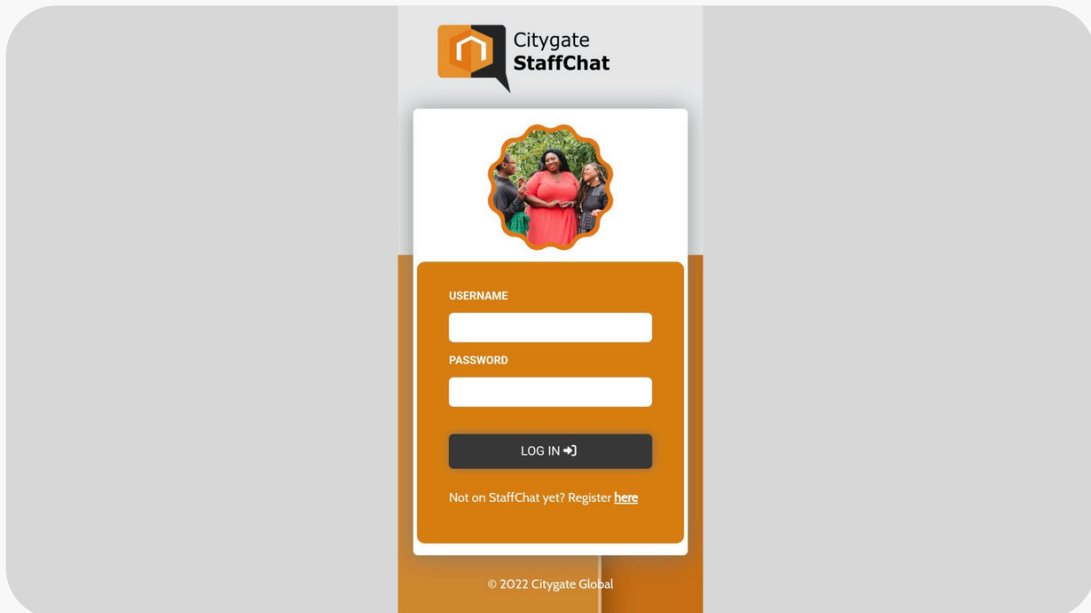 Citygate
StaffChat
USERNAME
PASSWORD
LOG IN
Not on StaffChat yet? Register here
© 2022 Citygate Global